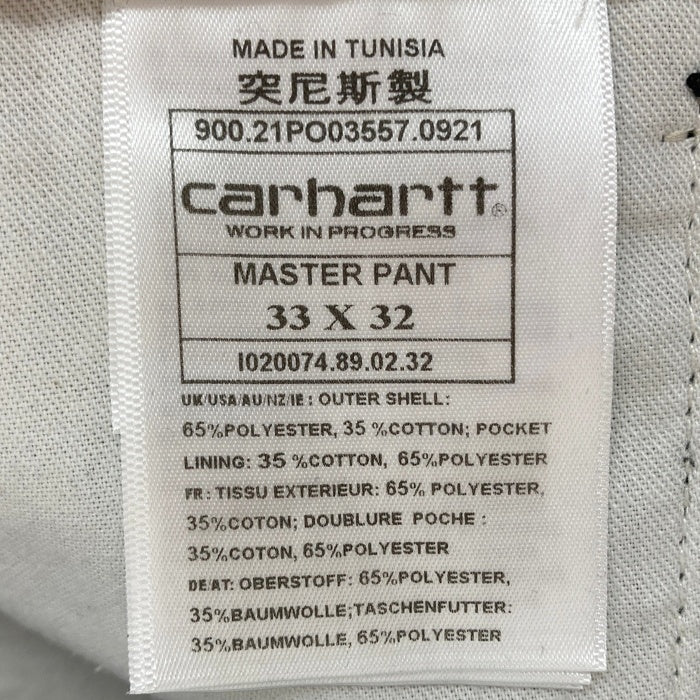 MADE IN TUNISIA
突尼斯製
900.21PO03557.0921
carhartt®
WORK IN PROGRESS
MASTER PANT
33 X 32
I020074.89.02.32
UK/USA/AU/NZ/IE : OUTER SHELL:
65%POLYESTER, 35 %COTTON; POCKET
LINING: 35 %COTTON, 65%POLYESTER
FR : TISSU EXTERIEUR: 65% POLYESTER,
35%COTON; DOUBLURE POCHE :
35%COTON, 65%POLYESTER
DE/AT: OBERSTOFF: 65%POLYESTER,
35%BAUMWOLLE;TASCHENFUTTER:
35%BAUMWOLLE, 65%POLYESTER